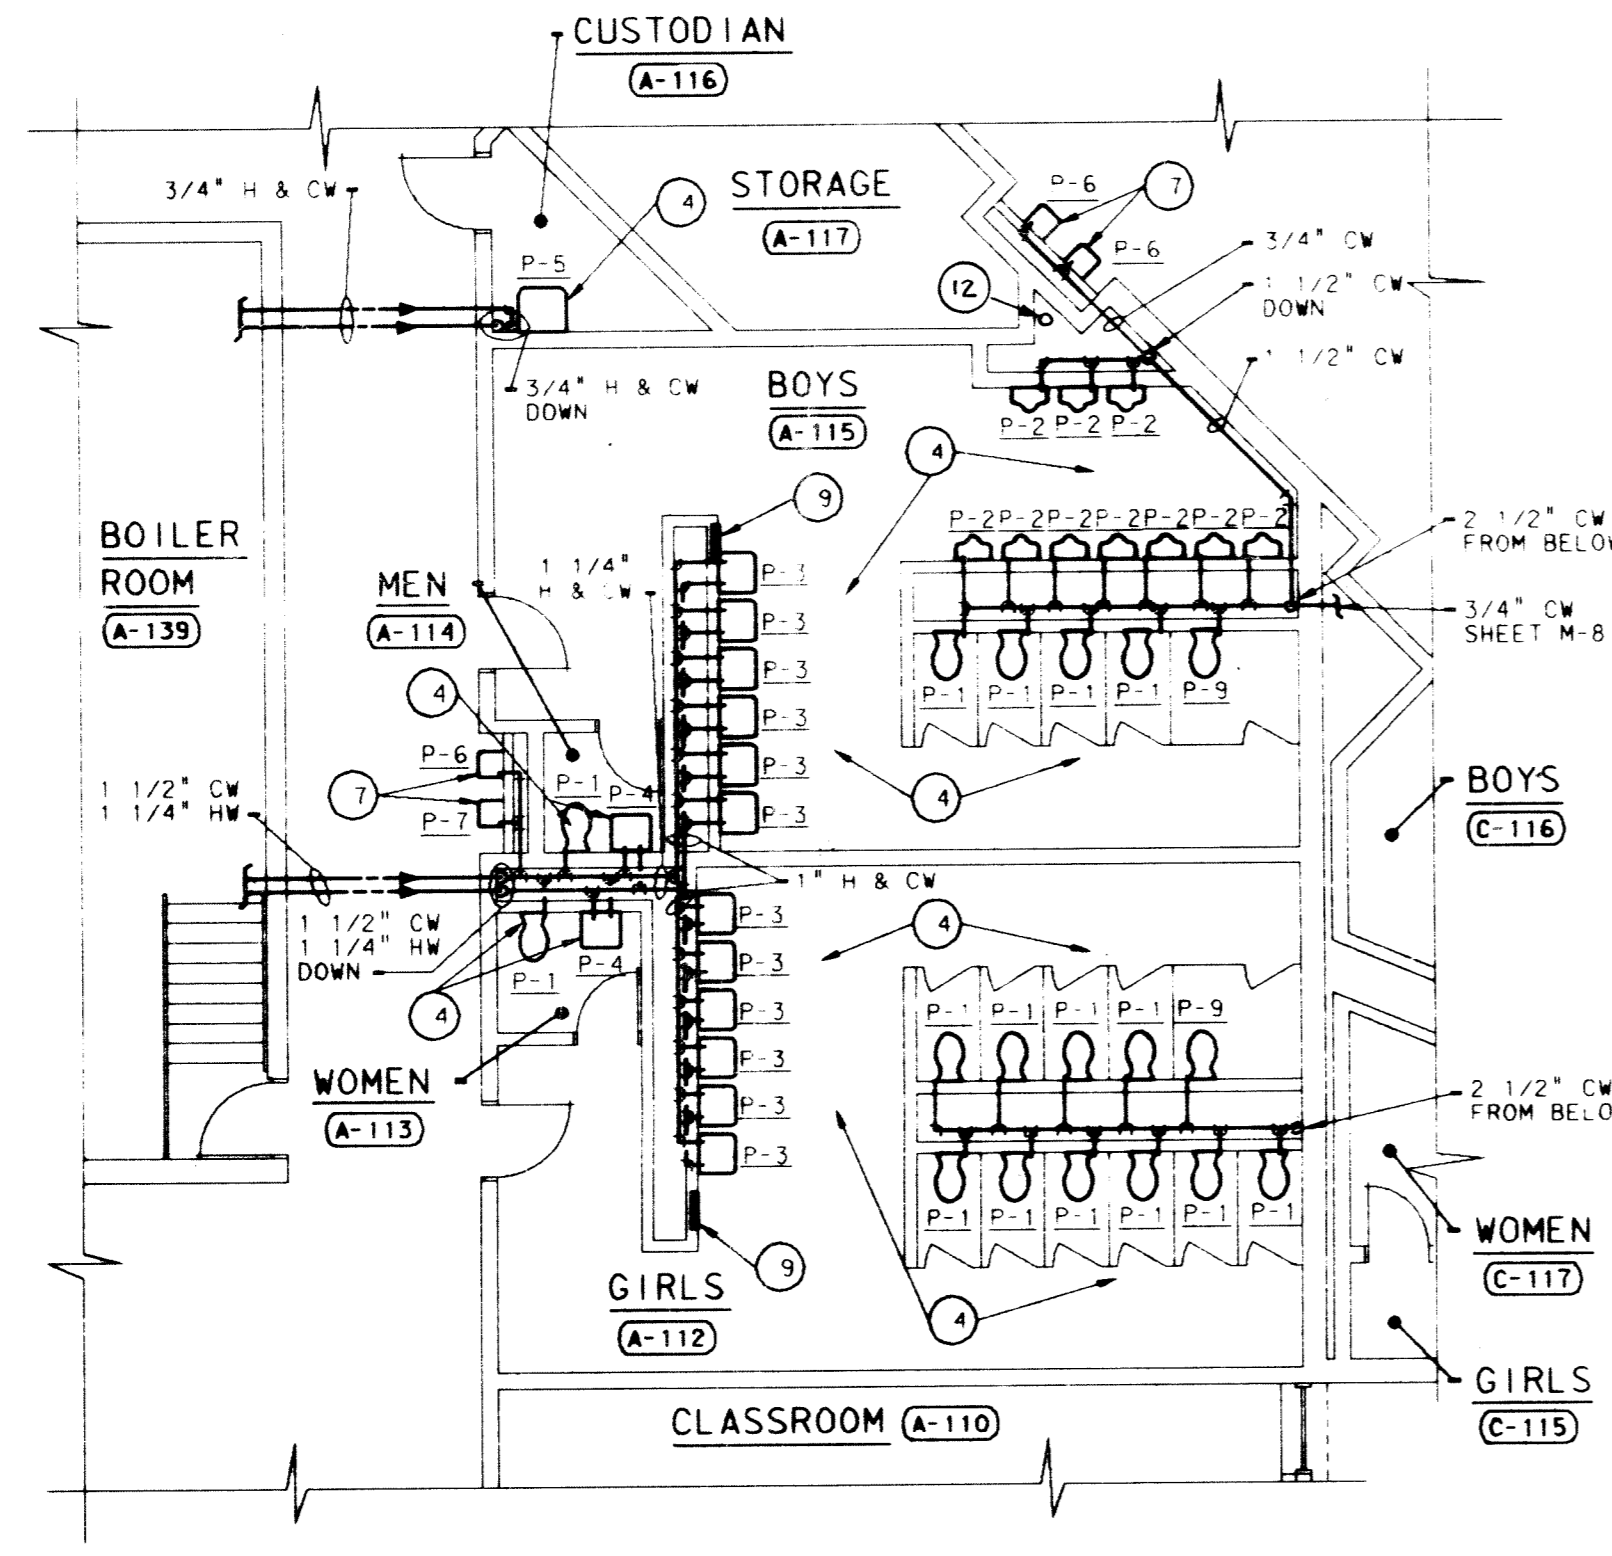 CUSTODIAN
A-116
3/4" H & CW
4
STORAGE
A-117
P-6
7
P-6
3/4" CW
P-5
12
1 1/2" CW
DOWN
1 1/2" CW
3/4" H & CW
DOWN
BOYS
A-115
P-2 P-2 P-2
4
9
P-2 P-2 P-2 P-2 P-2 P-2 P-2
2 1/2" CW
FROM BELOW
BOILER
ROOM
A-139
MEN
A-114
1 1/4"
H & CW
P-3
P-3
P-3
P-3
P-3
P-3
3/4" CW
SHEET M-8
P-1 P-1 P-1 P-1 P-9
4
P-6
P-1
P-4
7
P-7
4
1 1/2" CW
1 1/4" HW
BOYS
C-116
1" H & CW
1 1/2" CW
1 1/4" HW
DOWN
P-3
P-3
P-3
P-3
P-3
P-3
4
P-1
P-4
4
P-1 P-1 P-1 P-1 P-9
WOMEN
A-113
2 1/2" CW
FROM BELO
P-1 P-1 P-1 P-1 P-1 P-1
WOMEN
C-117
9
GIRLS
A-112
4
GIRLS
C-115
CLASSROOM A-110